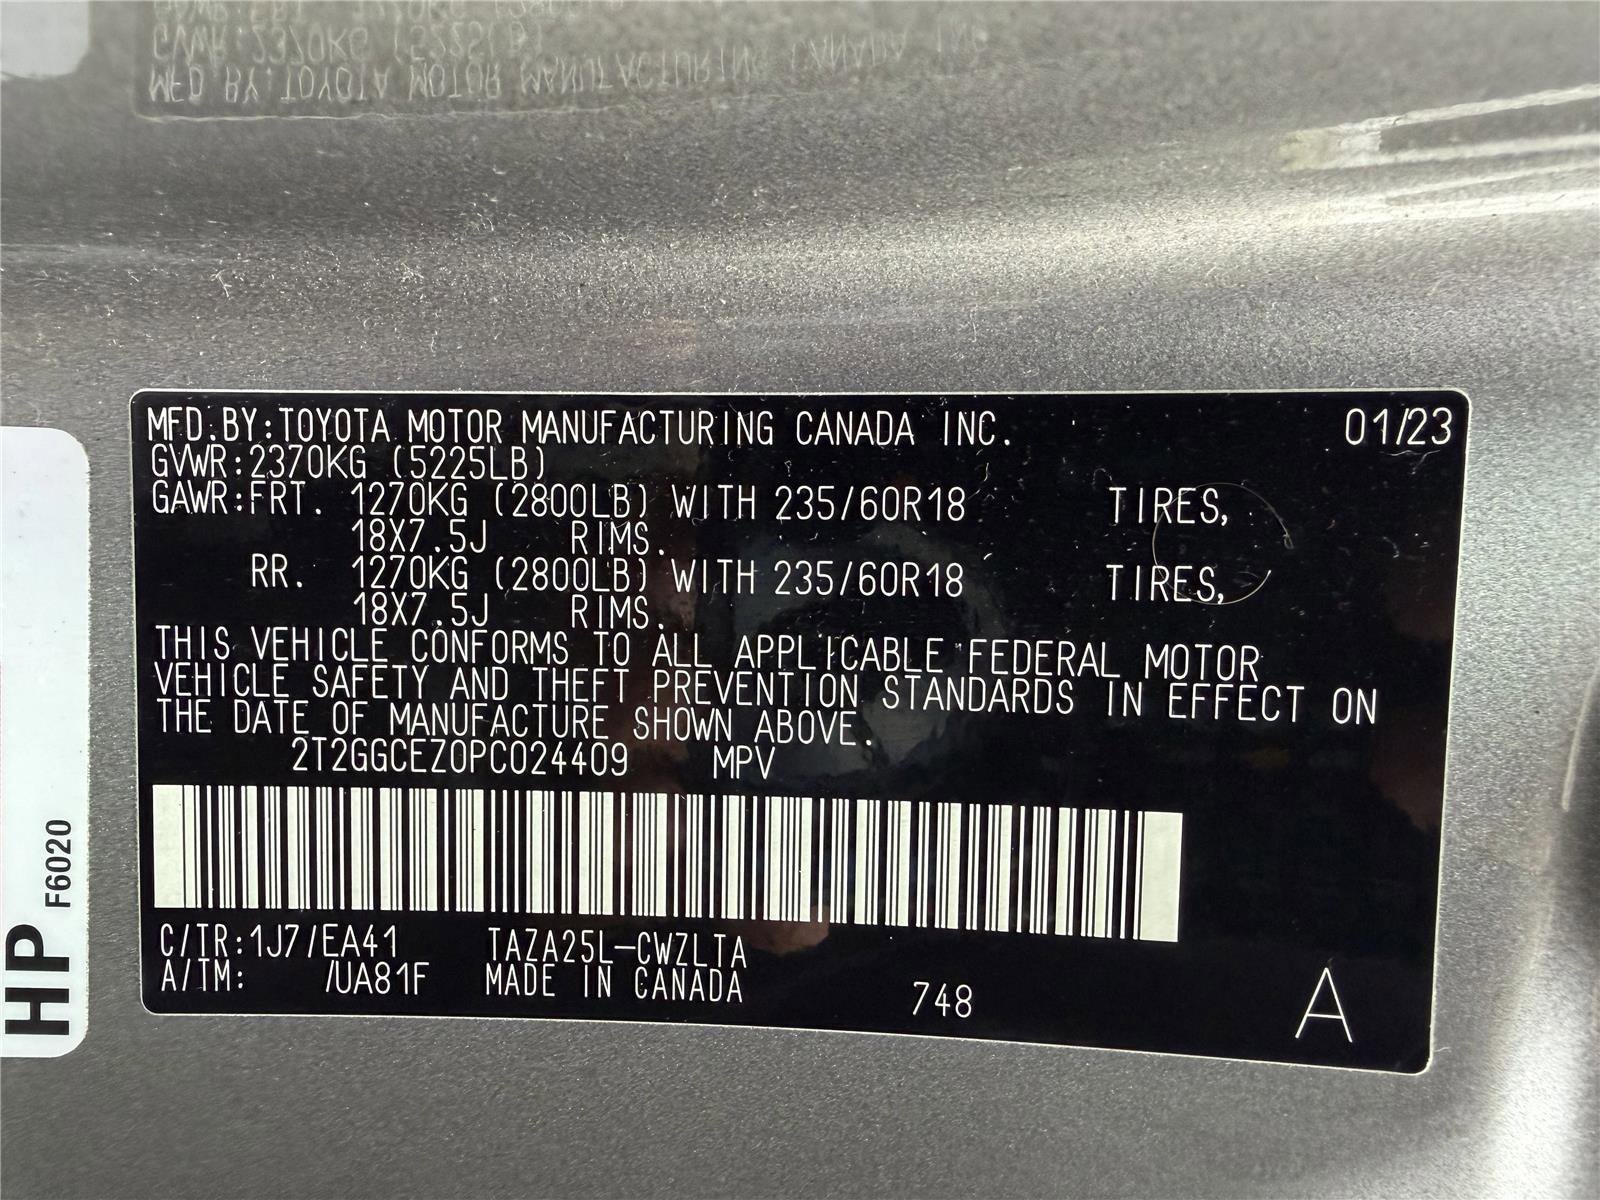 MFD.BY:TOYOTA MOTOR MANUFACTURING CANADA INC. 01/23
GVWR:2370KG (5225LB)
GAWR:FRT. 1270KG (2800LB) WITH 235/60R18 TIRES,
18X7.5J RIMS.
RR. 1270KG (2800LB) WITH 235/60R18 TIRES,
18X7.5J RIMS.
THIS VEHICLE CONFORMS TO ALL APPLICABLE FEDERAL MOTOR
VEHICLE SAFETY AND THEFT PREVENTION STANDARDS IN EFFECT ON
THE DATE OF MANUFACTURE SHOWN ABOVE.
2T2GGCEZ0PC024409 MPV
C/TR:1J7/EA41 TAZA25L-CWZLTA
A/TM: /UA81F MADE IN CANADA
748 A
HP F6020